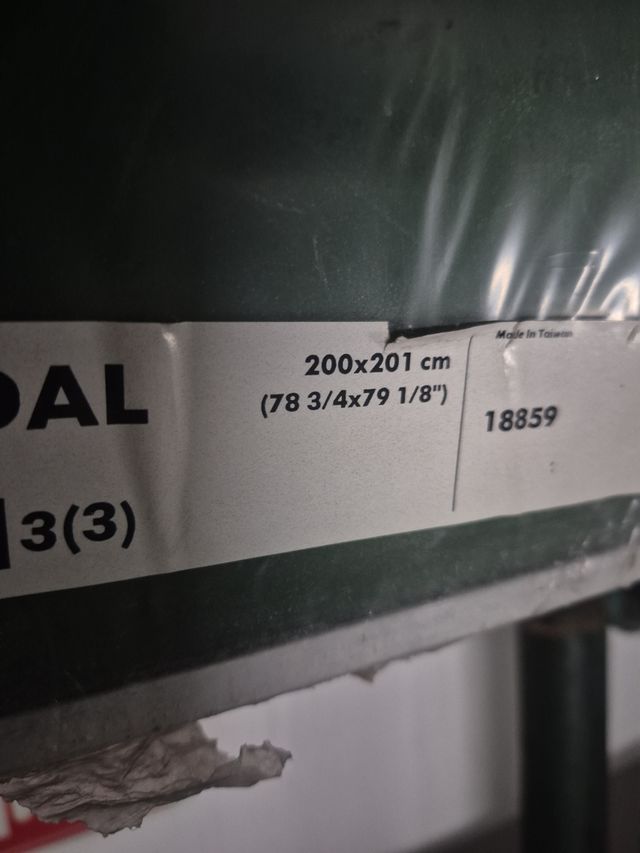 DAL
200x201 cm
(78 3/4x79 1/8")
Made In Taiwan
18859
3(3)